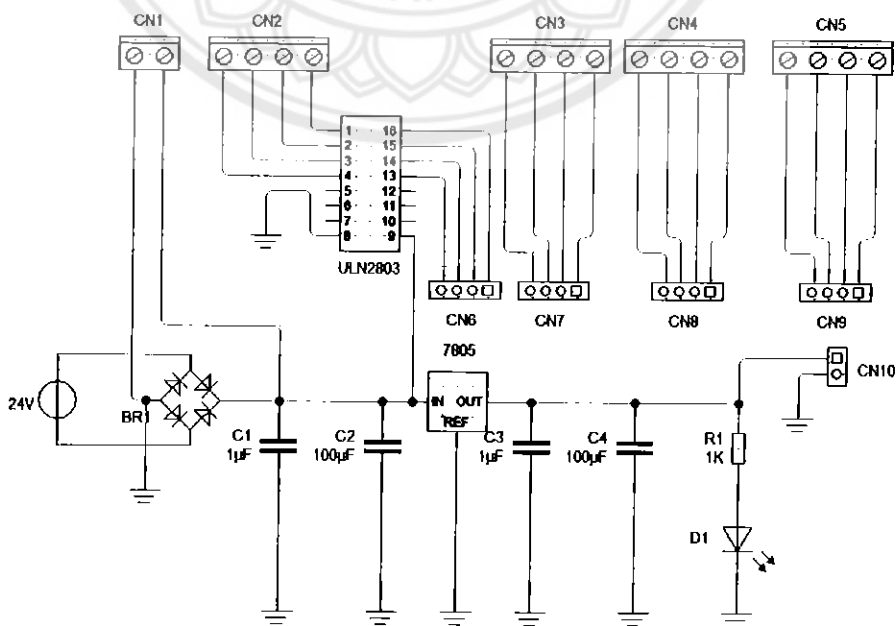 CN1
CN2
CN3
CN4
CN5
1 16
2 15
3 14
4 13
5 12
6 11
7 10
8 9
ULN2803
CN6
CN7
CN8
CN9
7805
CN10
24V
BR1
IN OUT
REF
C1
1µF
C2
100µF
C3
1µF
C4
100µF
R1
1K
D1